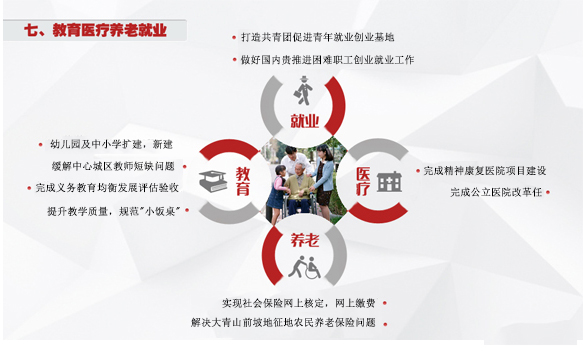 七、教育医疗养老就业
打造共青团促进青年就业创业基地
做好国内贵推进困难职工创业就业工作
就业
幼儿园及中小学扩建，新建
缓解中心城区教师短缺问题
完成义务教育均衡发展评估验收
提升教学质量，规范"小饭桌"
教育
医疗
完成精神康复医院项目建设
完成公立医院改革任
养老
实现社会保险网上核定，网上缴费
解决大青山前坡地征地农民养老保险问题